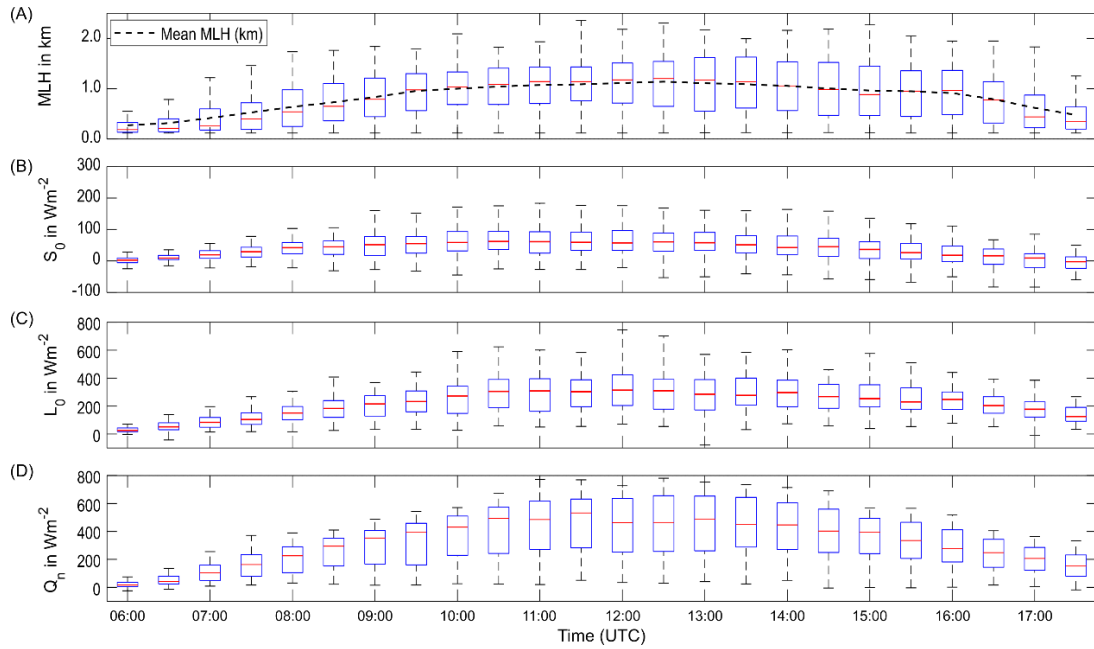 (A)
MLH in km
2.0
1.0
0.0
Mean MLH (km)
(B)
S₀ in Wm⁻²
300
200
100
0
-100
(C)
L₀ in Wm⁻²
800
600
400
200
0
(D)
Qₙ in Wm⁻²
800
600
400
200
0
06:00 07:00 08:00 09:00 10:00 11:00 12:00 13:00 14:00 15:00 16:00 17:00
Time (UTC)